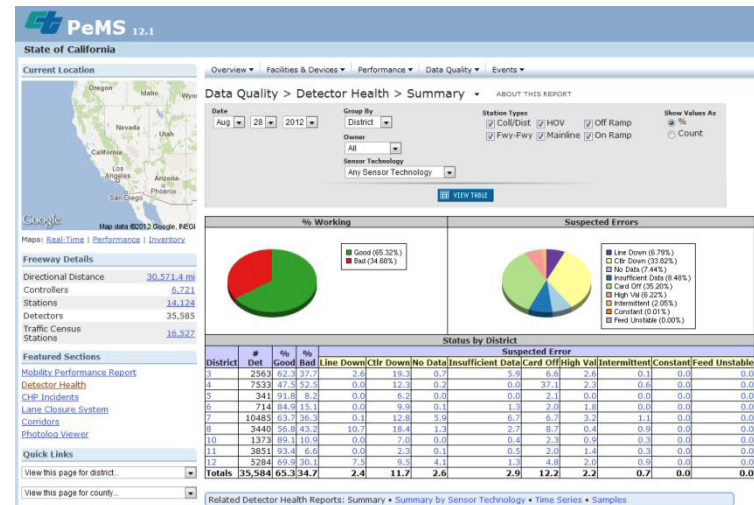 PeMS 12.1
State of California
Current Location
Oregon
Idaho
Wyo
Nevada
Utah
California
Los Angeles
Arizona
Phoenix
San Diego
Google
Map data ©2012 Google, INEGI
Maps: Real-Time | Performance | Inventory
Freeway Details
Directional Distance 30,571.4 mi
Controllers 6,721
Stations 14,124
Detectors 35,585
Traffic Census Stations 16,527
Featured Sections
Mobility Performance Report
Detector Health
CHP Incidents
Lane Closure System
Corridors
Photolog Viewer
Quick Links
View this page for district...
View this page for county...
Overview Facilities & Devices Performance Data Quality Events
Data Quality > Detector Health > Summary ABOUT THIS REPORT
Date
Aug 28 2012
Group By
District
Owner
All
Sensor Technology
Any Sensor Technology
Station Types
Coll/Dist HOV Off Ramp
Fwy-Fwy Mainline On Ramp
Show Values As
%
Count
VIEW TABLE
% Working
Good (65.32%)
Bad (34.68%)
Suspected Errors
Line Down (6.79%)
Ctlr Down (33.82%)
No Data (7.44%)
Insufficient Data (8.48%)
Card Off (35.20%)
High Val (6.22%)
Intermittent (2.05%)
Constant (0.01%)
Feed Unstable (0.00%)
Status by District
District # Det % Good % Bad Suspected Error
Line Down Ctlr Down No Data Insufficient Data Card Off High Val Intermittent Constant Feed Unstable
3 2563 62.3 37.7 2.6 19.3 0.7 5.9 6.6 2.6 0.1 0.0 0.0
4 7533 47.5 52.5 0.0 12.3 0.2 0.0 37.1 2.3 0.6 0.0 0.0
5 341 91.8 8.2 0.0 6.2 0.0 0.0 2.1 0.0 0.0 0.0 0.0
6 714 84.9 15.1 0.0 9.9 0.1 1.3 2.0 1.8 0.0 0.0 0.0
7 10485 63.7 36.3 0.1 12.8 5.9 6.7 6.7 3.2 1.1 0.0 0.0
8 3440 56.8 43.2 10.7 18.4 1.3 2.7 8.7 0.4 0.9 0.0 0.0
10 1373 89.1 10.9 0.0 7.0 0.0 0.4 2.3 0.9 0.3 0.0 0.0
11 3851 93.4 6.6 0.0 2.3 0.1 0.5 2.0 1.4 0.3 0.0 0.0
12 5284 69.9 30.1 7.5 9.5 4.1 1.3 4.8 2.0 0.9 0.0 0.0
Totals 35,584 65.3 34.7 2.4 11.7 2.6 2.9 12.2 2.2 0.7 0.0 0.0
Related Detector Health Reports: Summary • Summary by Sensor Technology • Time Series • Samples